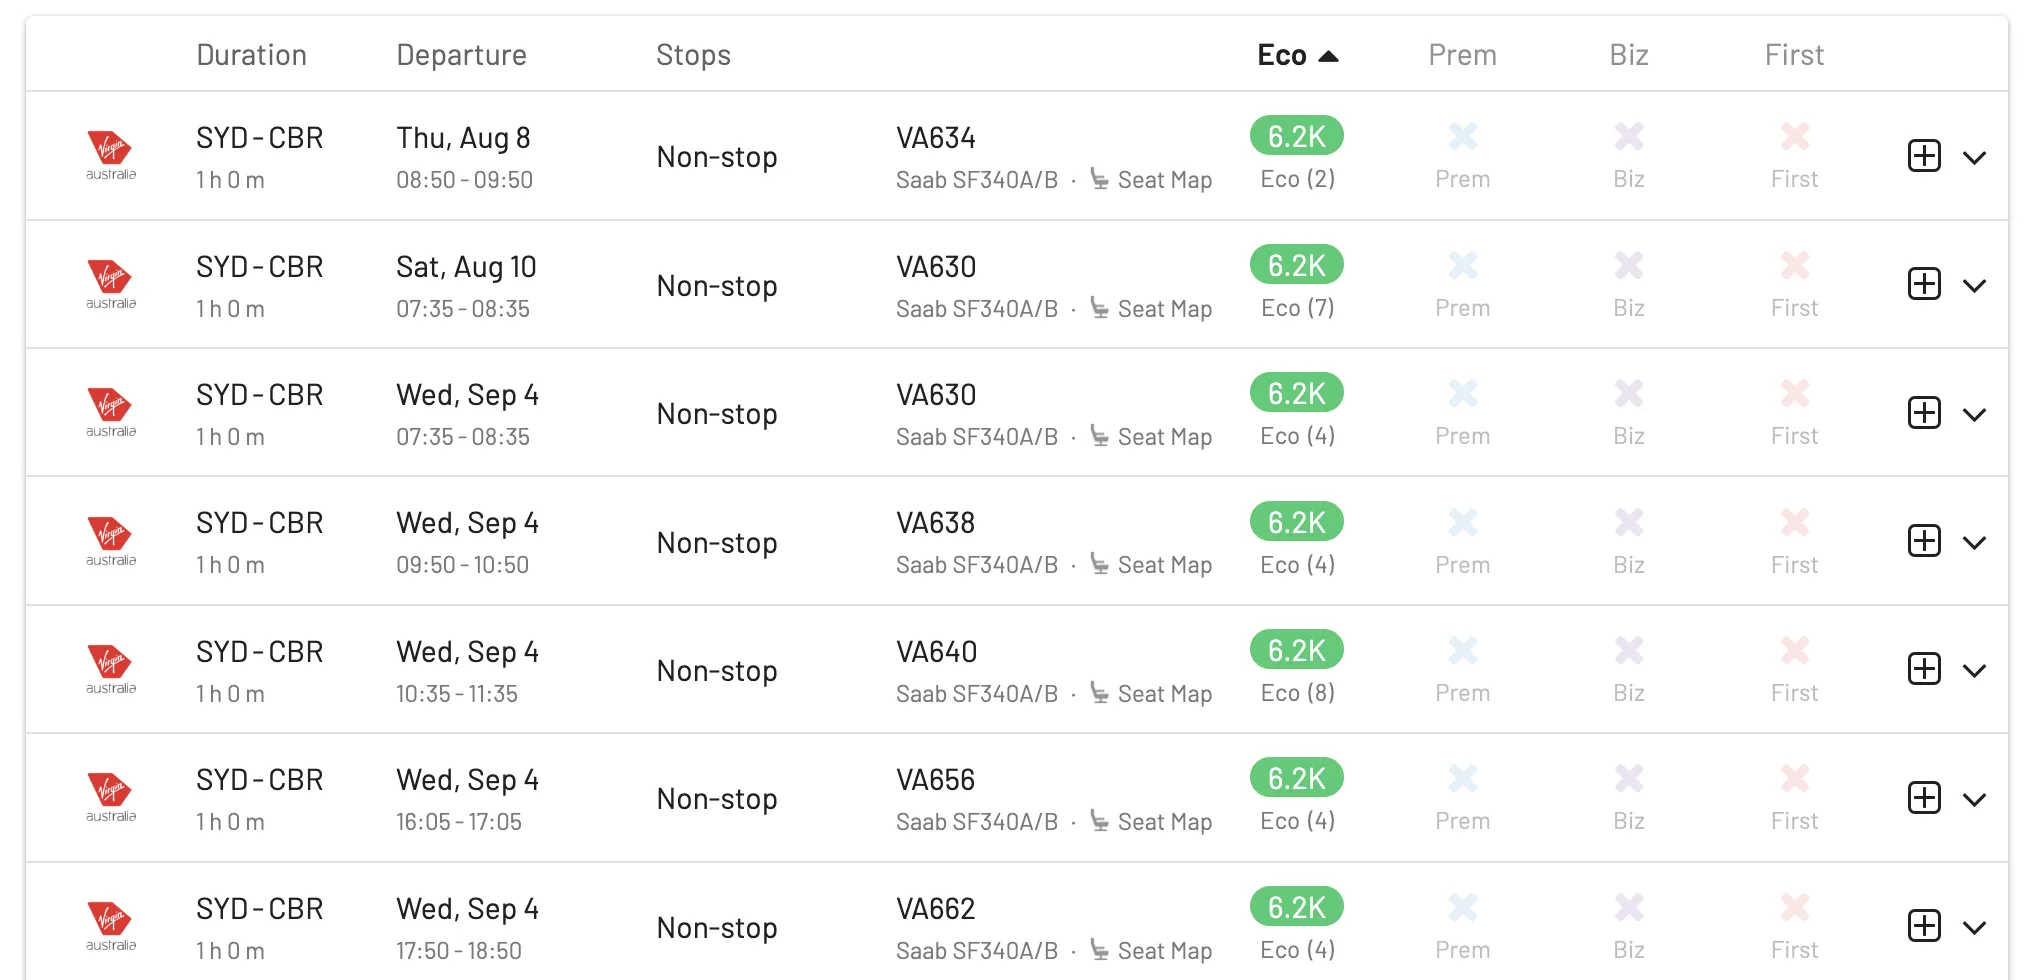 Duration Departure Stops Eco Prem Biz First
SYD-CBR Thu, Aug 8 Non-stop VA634 6.2K
Virgin australia 1 h 0 m 08:50-09:50 Saab SF340A/B · Seat Map Eco (2) Prem Biz First
SYD-CBR Sat, Aug 10 Non-stop VA630 6.2K
Virgin australia 1 h 0 m 07:35-08:35 Saab SF340A/B · Seat Map Eco (7) Prem Biz First
SYD-CBR Wed, Sep 4 Non-stop VA630 6.2K
Virgin australia 1 h 0 m 07:35-08:35 Saab SF340A/B · Seat Map Eco (4) Prem Biz First
SYD-CBR Wed, Sep 4 Non-stop VA638 6.2K
Virgin australia 1 h 0 m 09:50-10:50 Saab SF340A/B · Seat Map Eco (4) Prem Biz First
SYD-CBR Wed, Sep 4 Non-stop VA640 6.2K
Virgin australia 1 h 0 m 10:35-11:35 Saab SF340A/B · Seat Map Eco (8) Prem Biz First
SYD-CBR Wed, Sep 4 Non-stop VA656 6.2K
Virgin australia 1 h 0 m 16:05-17:05 Saab SF340A/B · Seat Map Eco (4) Prem Biz First
SYD-CBR Wed, Sep 4 Non-stop VA662 6.2K
Virgin australia 1 h 0 m 17:50-18:50 Saab SF340A/B · Seat Map Eco (4) Prem Biz First